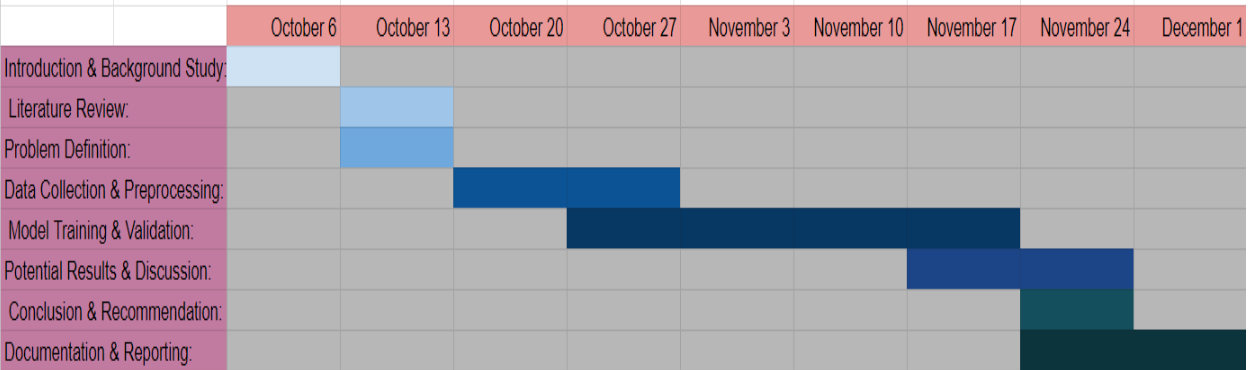 October 6 October 13 October 20 October 27 November 3 November 10 November 17 November 24 December 1
Introduction & Background Study:
Literature Review:
Problem Definition:
Data Collection & Preprocessing:
Model Training & Validation:
Potential Results & Discussion:
Conclusion & Recommendation:
Documentation & Reporting: